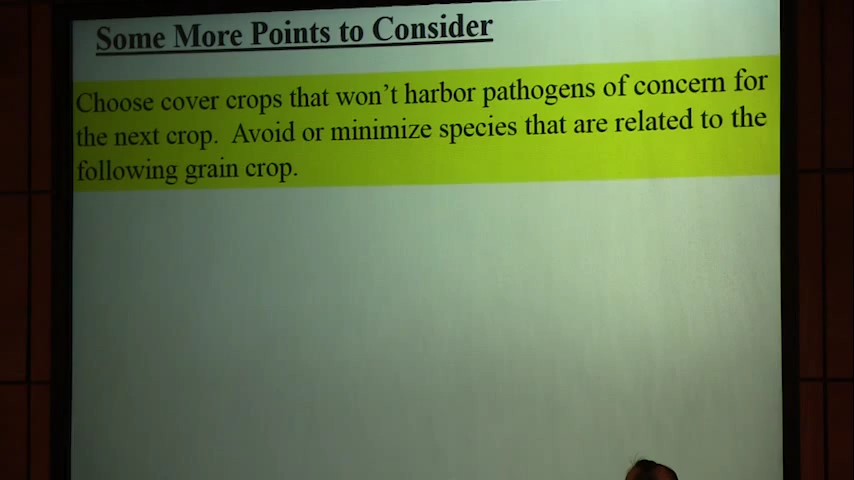 Some More Points to Consider
Choose cover crops that won't harbor pathogens of concern for
the next crop.  Avoid or minimize species that are related to the
following grain crop.